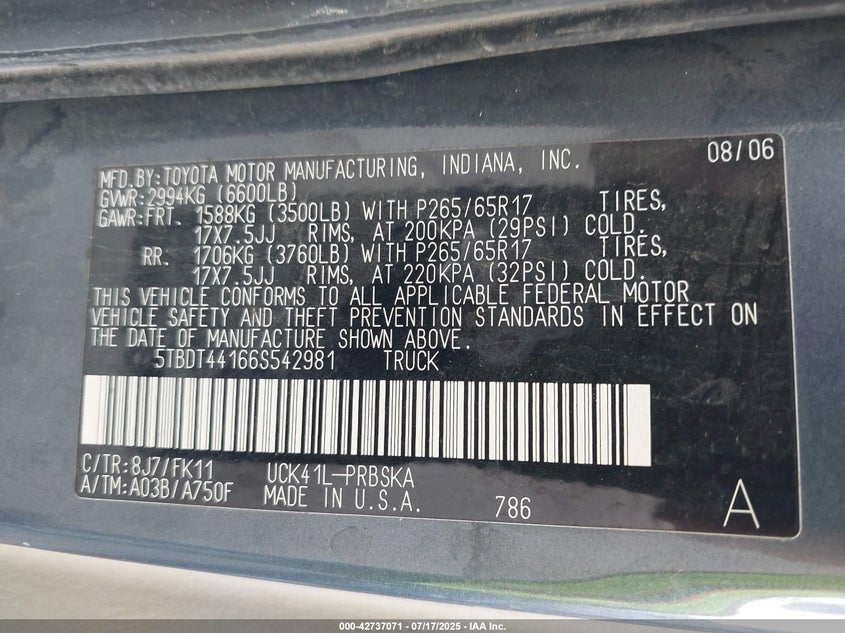 08/06
MFD.BY:TOYOTA MOTOR MANUFACTURING, INDIANA, INC.
GVWR:2994KG (6600LB)
GAWR:FRT. 1588KG (3500LB) WITH P265/65R17 TIRES,
17X7.5JJ RIMS, AT 200KPA (29PSI) COLD.
RR. 1706KG (3760LB) WITH P265/65R17 TIRES,
17X7.5JJ RIMS, AT 220KPA (32PSI) COLD.
THIS VEHICLE CONFORMS TO ALL APPLICABLE FEDERAL MOTOR
VEHICLE SAFETY AND THEFT PREVENTION STANDARDS IN EFFECT ON
THE DATE OF MANUFACTURE SHOWN ABOVE.
5TBDT44166S542981 TRUCK
C/TR:8J7/FK11 UCK41L-PRBSKA
A/TM:A03B/A750F MADE IN U.S.A. 786 A
000-42737071 - 07/17/2025 - IAA Inc.